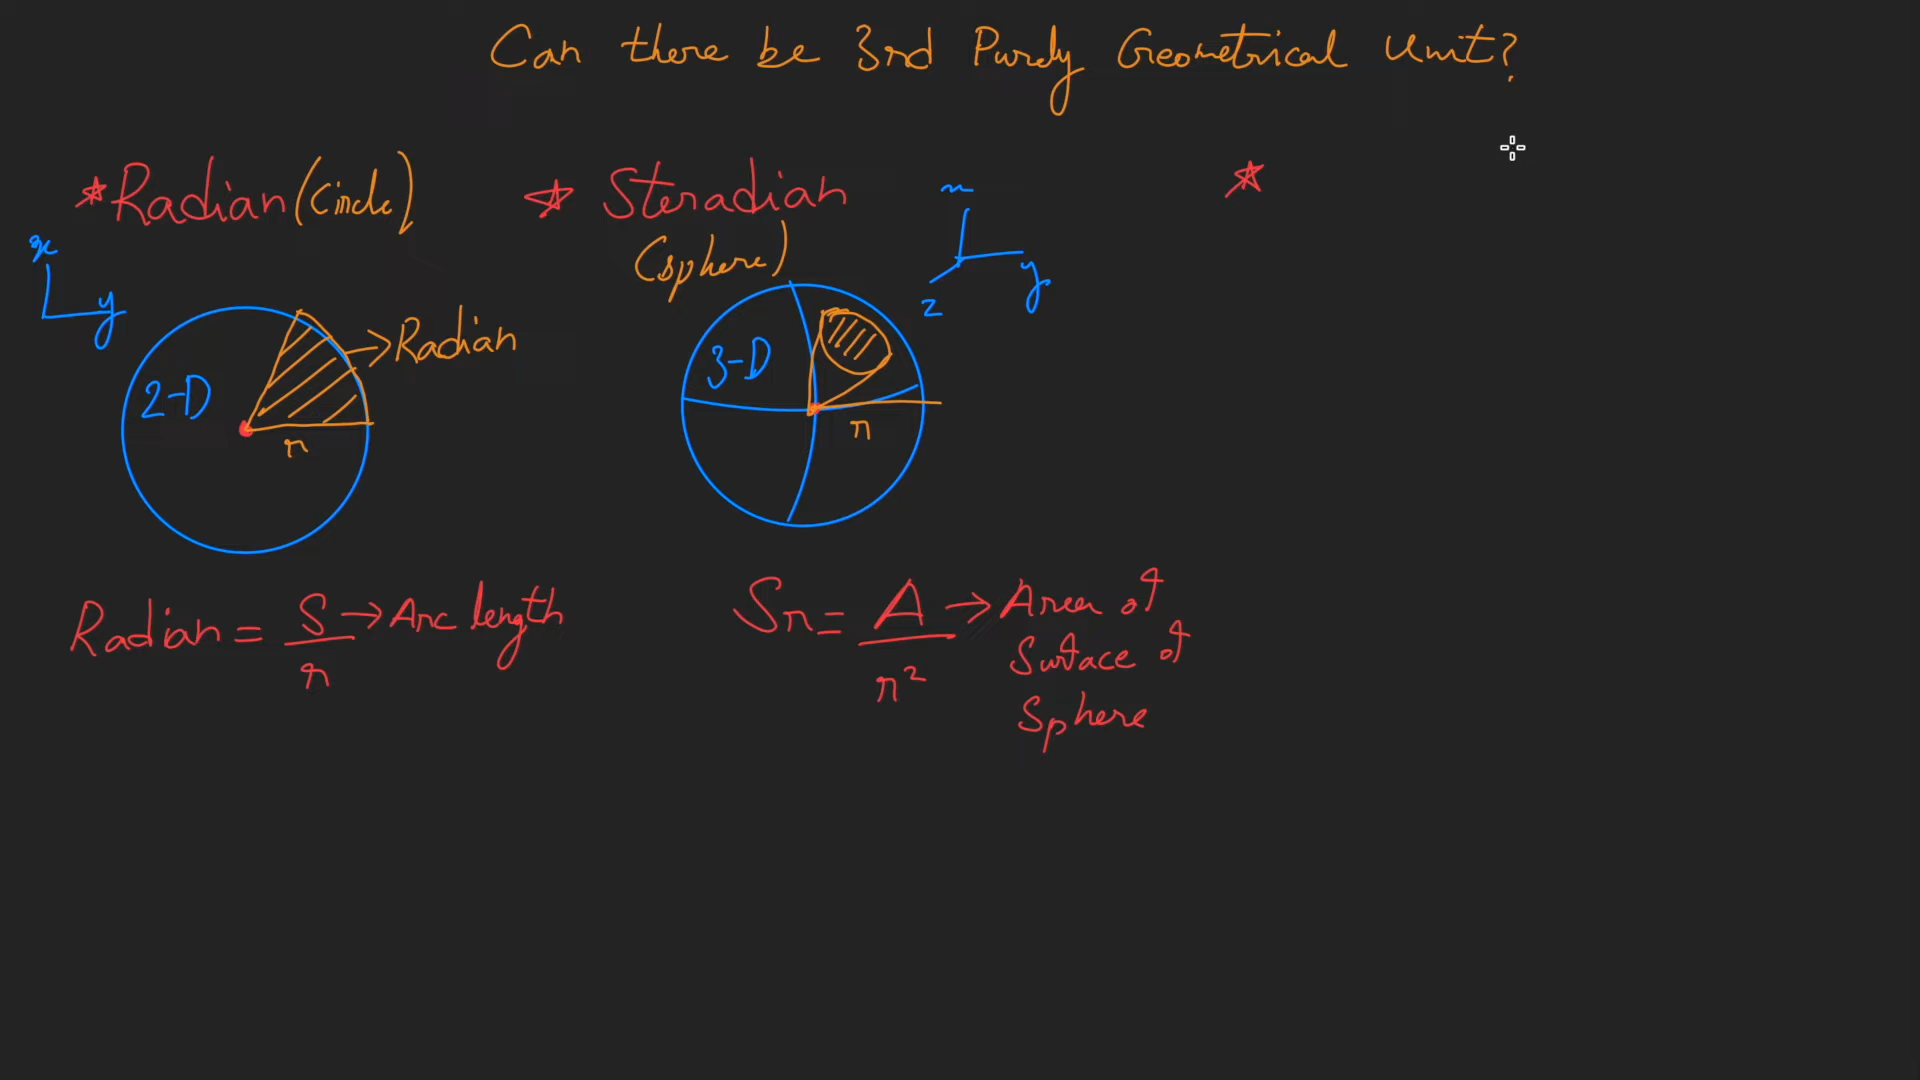 Can there be 3rd Purely Geometrical Unit?
*Radian (Circle)
* Steradian
(sphere)
*
x
y
x
y
z
2-D
r
→ Radian
3-D
r
Radian = S/r → Arc length
Sr = A/r² → Area of
Surface of
Sphere